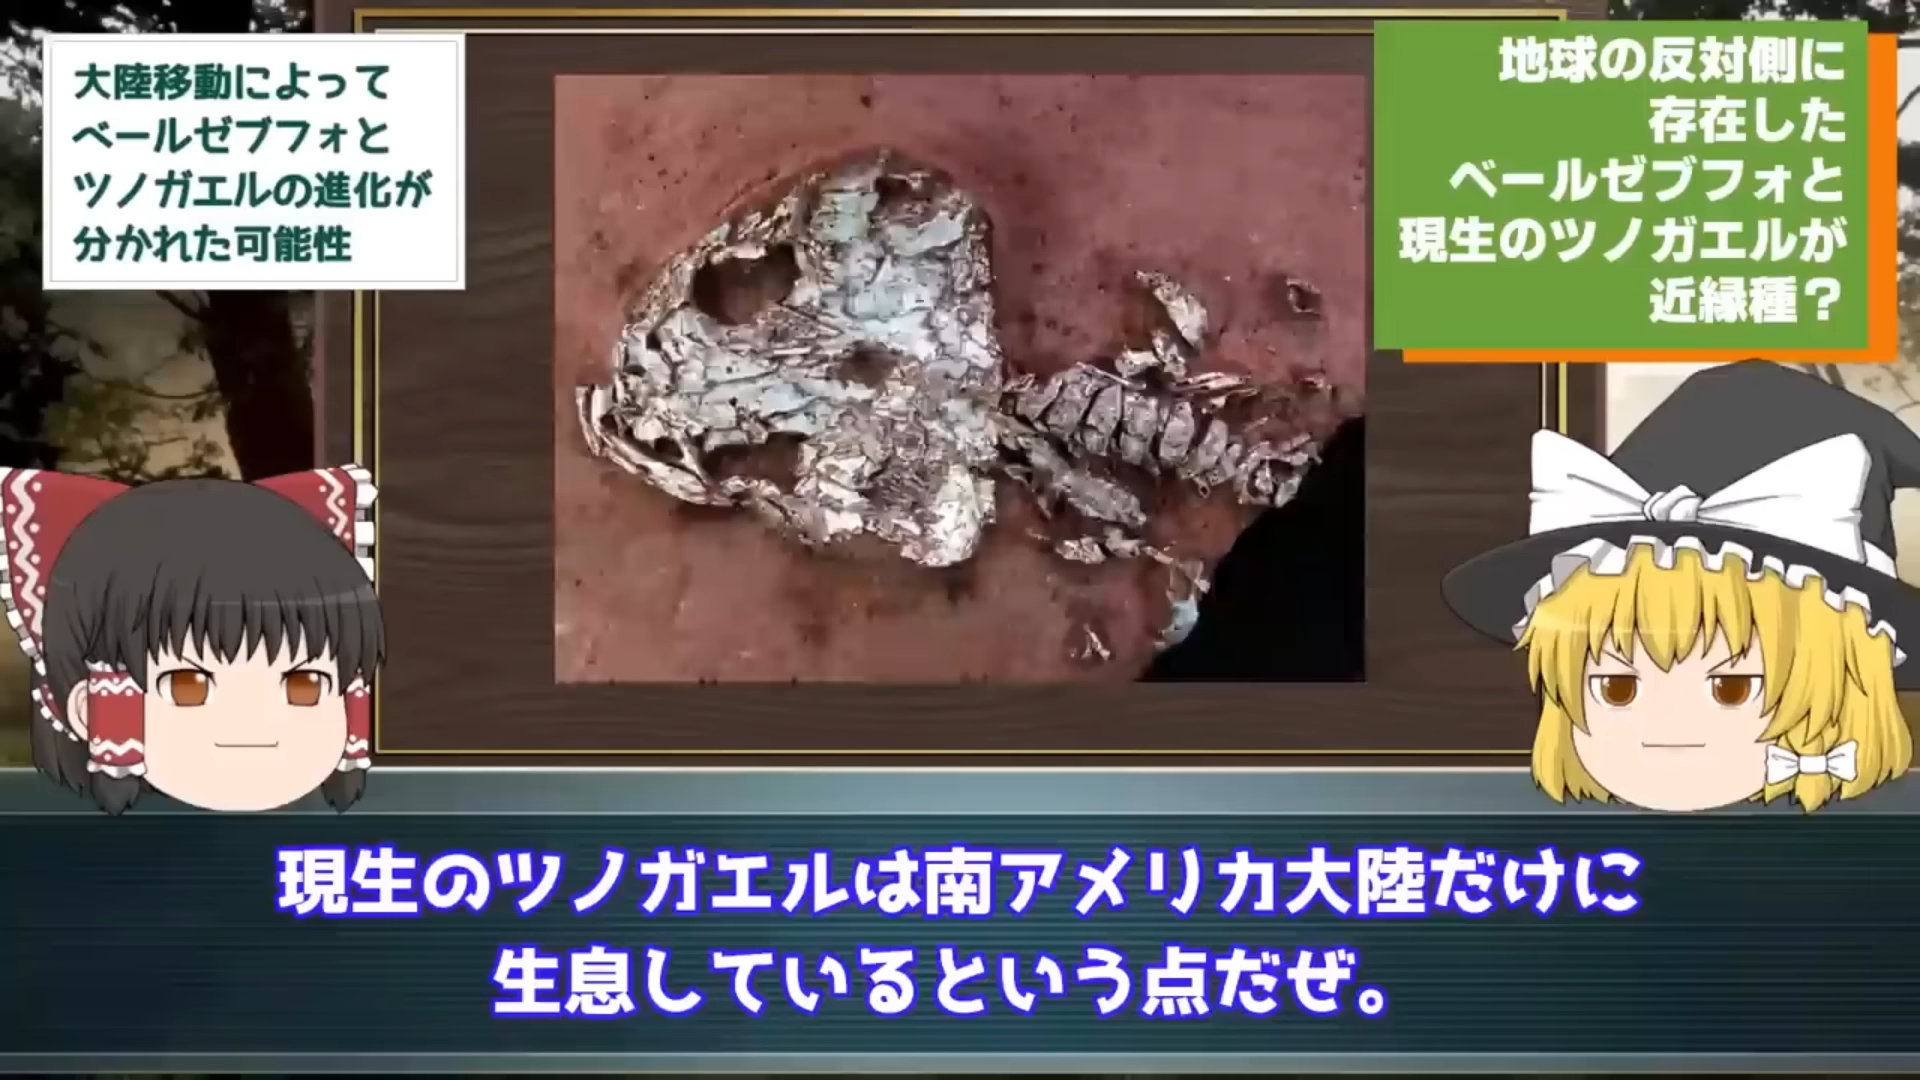 大陸移動によって
ベールゼブフォと
ツノガエルの進化が
分かれた可能性
地球の反対側に
存在した
ベールゼブフォと
現生のツノガエルが
近縁種？
現生のツノガエルは南アメリカ大陸だけに
生息しているという点だぜ。